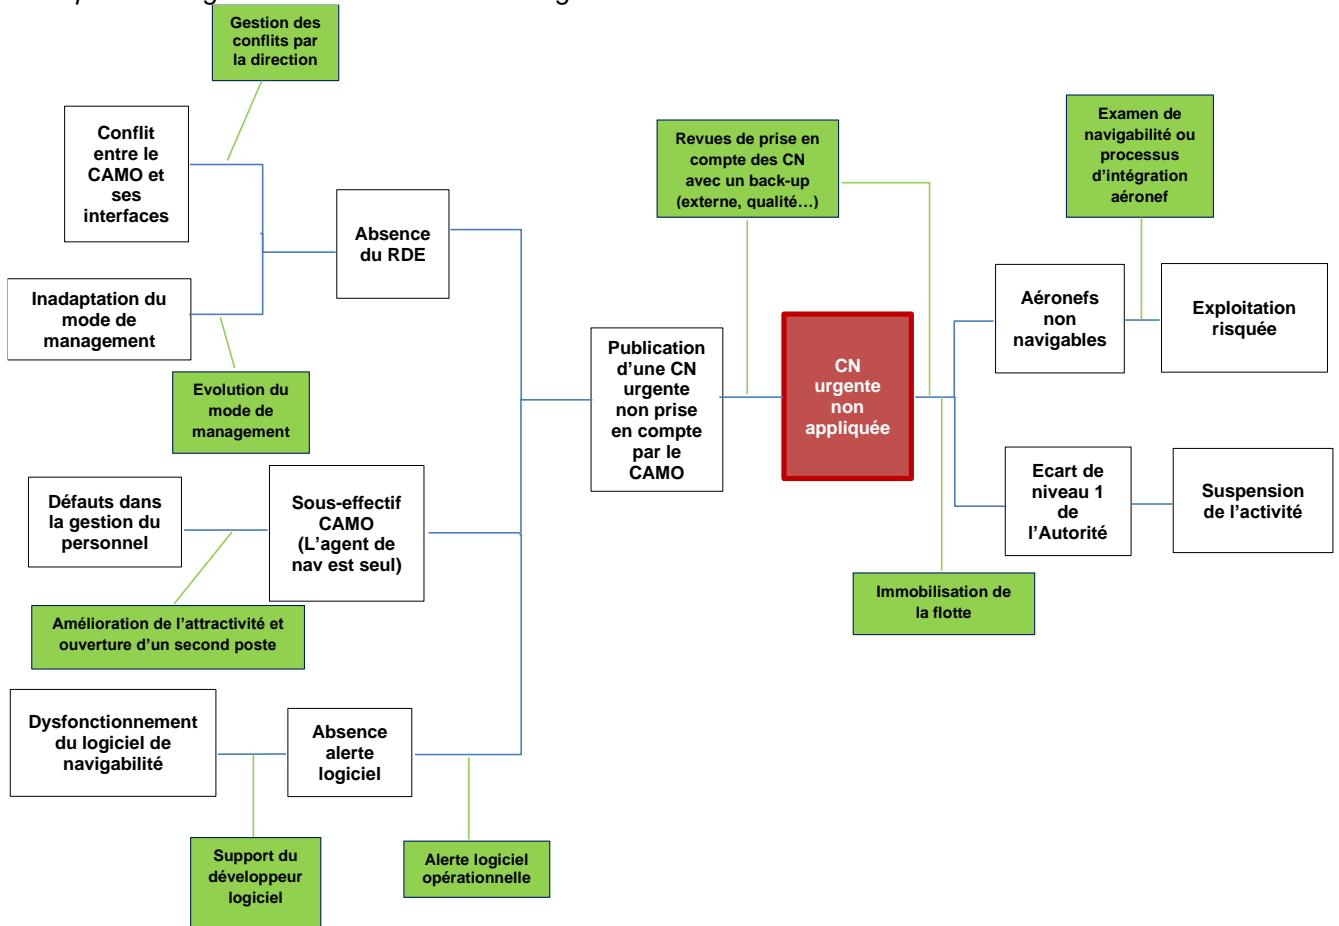 Gestion des
conflits par
la direction
Conflit
entre le
CAMO et
ses
interfaces
Absence
du RDE
Inadaptation du
mode de
management
Evolution du
mode de
management
Défauts dans
la gestion du
personnel
Sous-effectif
CAMO
(L’agent de
nav est seul)
Amélioration de l’attractivité et
ouverture d’un second poste
Dysfonctionnement
du logiciel de
navigabilité
Absence
alerte
logiciel
Support du
développeur
logiciel
Alerte logiciel
opérationnelle
Publication
d’une CN
urgente
non prise
en compte
par le
CAMO
Revues de prise en
compte des CN
avec un back-up
(externe, qualité…)
CN
urgente
non
appliquée
Examen de
navigabilité ou
processus
d’intégration
aéronef
Aéronefs
non
navigables
Exploitation
risquée
Ecart de
niveau 1
de
l’Autorité
Suspension
de l’activité
Immobilisation de
la flotte